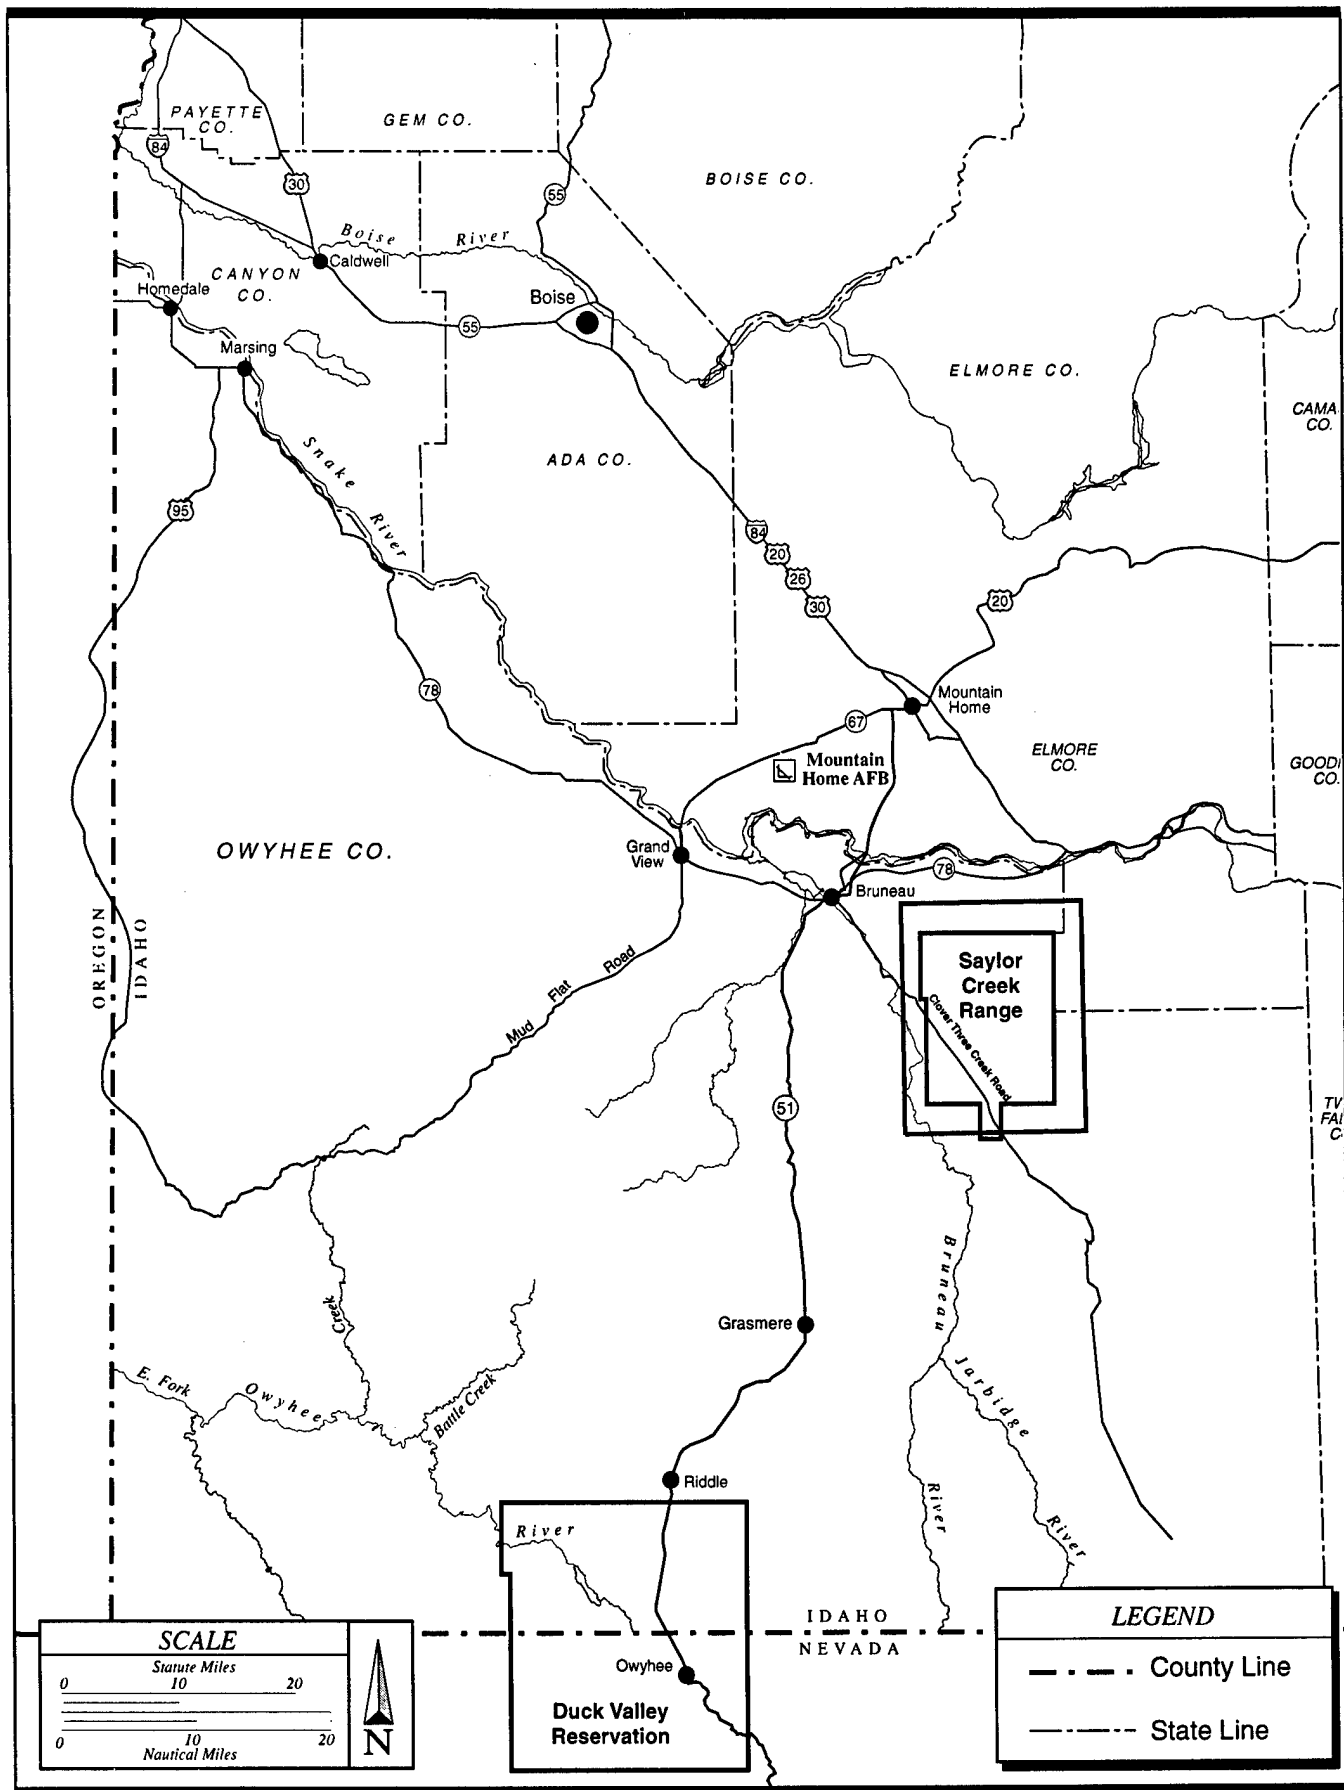 PAYETTE
CO.
GEM CO.
84
30
55
BOISE CO.
Boise River
Caldwell
CANYON
CO.
Homedale
Boise
55
Marsing
ELMORE CO.
CAMA
CO.
Snake
River
ADA CO.
95
84
20
26
30
20
78
Mountain
Home
67
Mountain
Home AFB
ELMORE
CO.
GOODI
CO.
OWYHEE CO.
Grand
View
78
Bruneau
OREGON
IDAHO
Mud Flat Road
Saylor
Creek
Range
Clover Three Creek Road
51
TW
FAL
C
Bruneau
Creek
Grasmere
E. Fork
Owyhee
Battle Creek
Jarbidge
Riddle
River
River
River
IDAHO
NEVADA
Owyhee
Duck Valley
Reservation
SCALE
Statute Miles
0 10 20
0 10 20
Nautical Miles
N
LEGEND
County Line
State Line